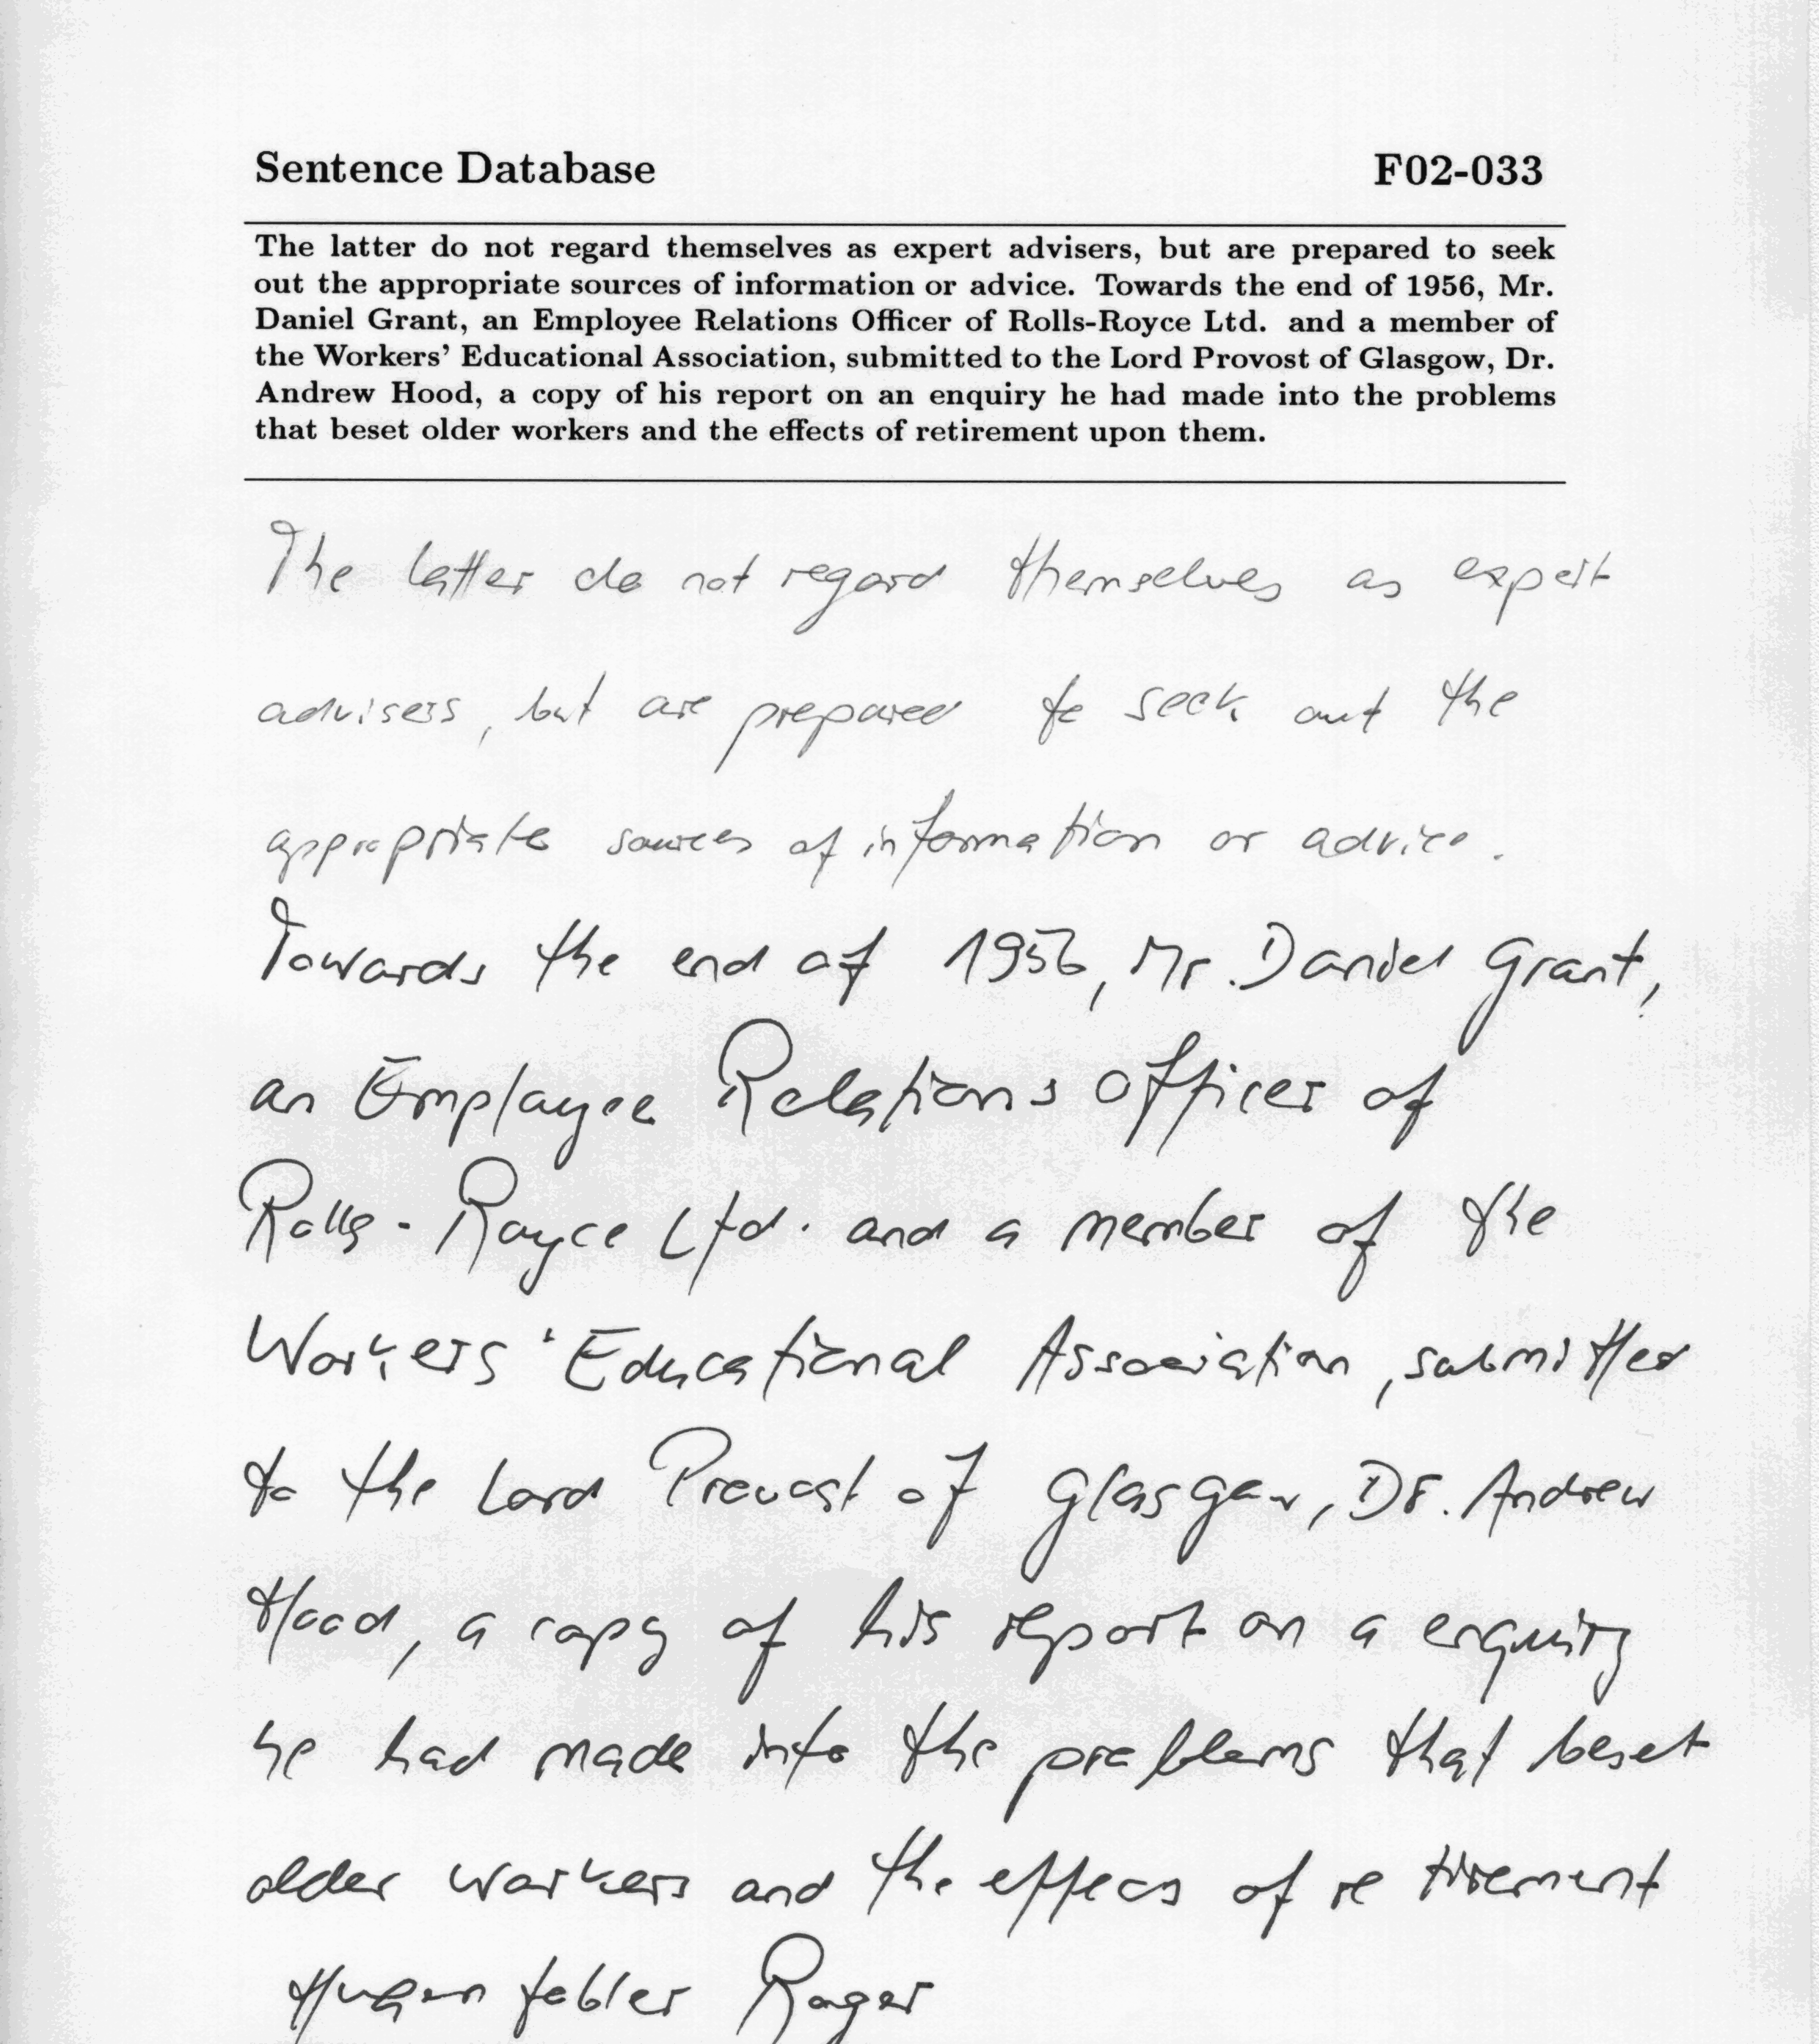 Sentence Database F02-033
The latter do not regard themselves as expert advisers, but are prepared to seek
out the appropriate sources of information or advice. Towards the end of 1956, Mr.
Daniel Grant, an Employee Relations Officer of Rolls-Royce Ltd. and a member of
the Workers' Educational Association, submitted to the Lord Provost of Glasgow, Dr.
Andrew Hood, a copy of his report on an enquiry he had made into the problems
that beset older workers and the effects of retirement upon them.
The latter do not regard themselves as expert
advisers, but are prepared to seek out the
appropriate sources of information or advice.
Towards the end of 1956, Mr. Daniel Grant,
an Employee Relations Officer of
Rolls-Royce Ltd. and a member of the
Workers' Educational Association, submitted
to the Lord Provost of Glasgow, Dr. Andrew
Hood, a copy of his report on a enquiry
he had made into the problems that beset
older workers and the effecs of retirement
Roger